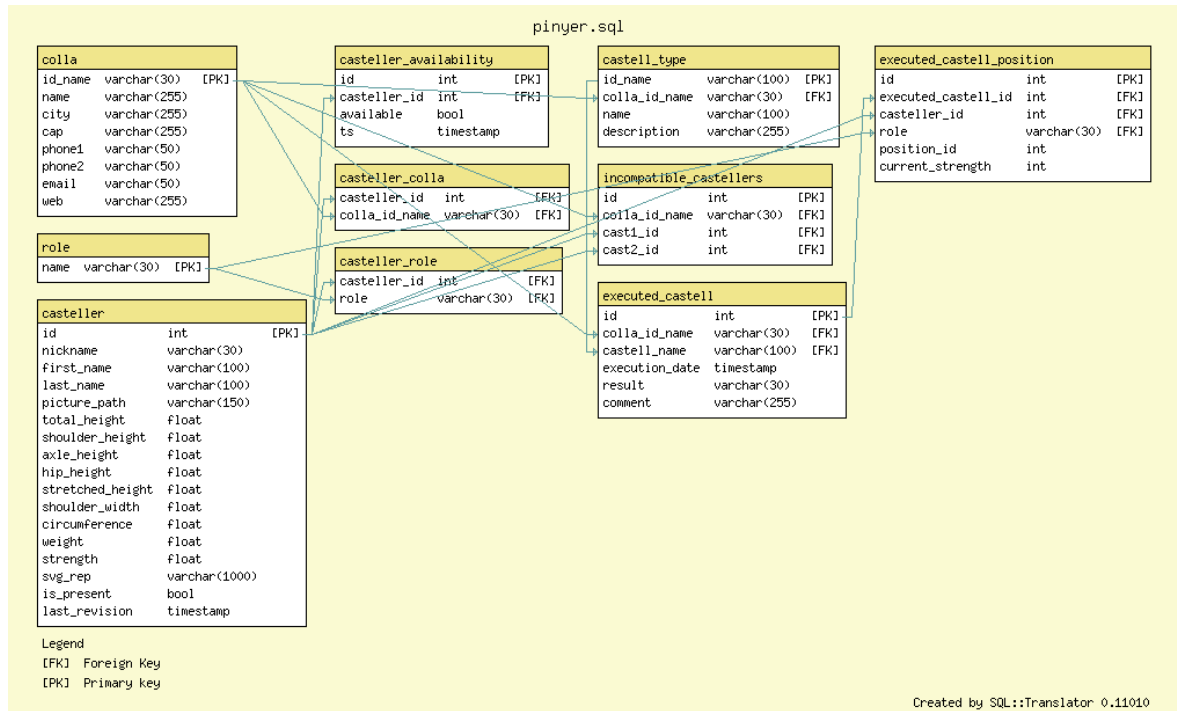 pinyer.sql
colla
id_name varchar(30) [PK]
name varchar(255)
city varchar(255)
cap varchar(255)
phone1 varchar(50)
phone2 varchar(50)
email varchar(50)
web varchar(255)
role
name varchar(30) [PK]
casteller
id int [PK]
nickname varchar(30)
first_name varchar(100)
last_name varchar(100)
picture_path varchar(150)
total_height float
shoulder_height float
axle_height float
hip_height float
stretched_height float
shoulder_width float
circumference float
weight float
strength float
svg_rep varchar(1000)
is_present bool
last_revision timestamp
casteller_availability
id int [PK]
casteller_id int [FK]
available bool
ts timestamp
casteller_colla
casteller_id int [FK]
colla_id_name varchar(30) [FK]
casteller_role
casteller_id int [FK]
role varchar(30) [FK]
castell_type
id_name varchar(100) [PK]
colla_id_name varchar(30) [FK]
name varchar(100)
description varchar(255)
incompatible_castellers
id int [PK]
colla_id_name varchar(30) [FK]
cast1_id int [FK]
cast2_id int [FK]
executed_castell
id int [PK]
colla_id_name varchar(30) [FK]
castell_name varchar(100) [FK]
execution_date timestamp
result varchar(30)
comment varchar(255)
executed_castell_position
id int [PK]
executed_castell_id int [FK]
casteller_id int [FK]
role varchar(30) [FK]
position_id int
current_strength int
Legend
[FK] Foreign Key
[PK] Primary key
Created by SQL::Translator 0.11010